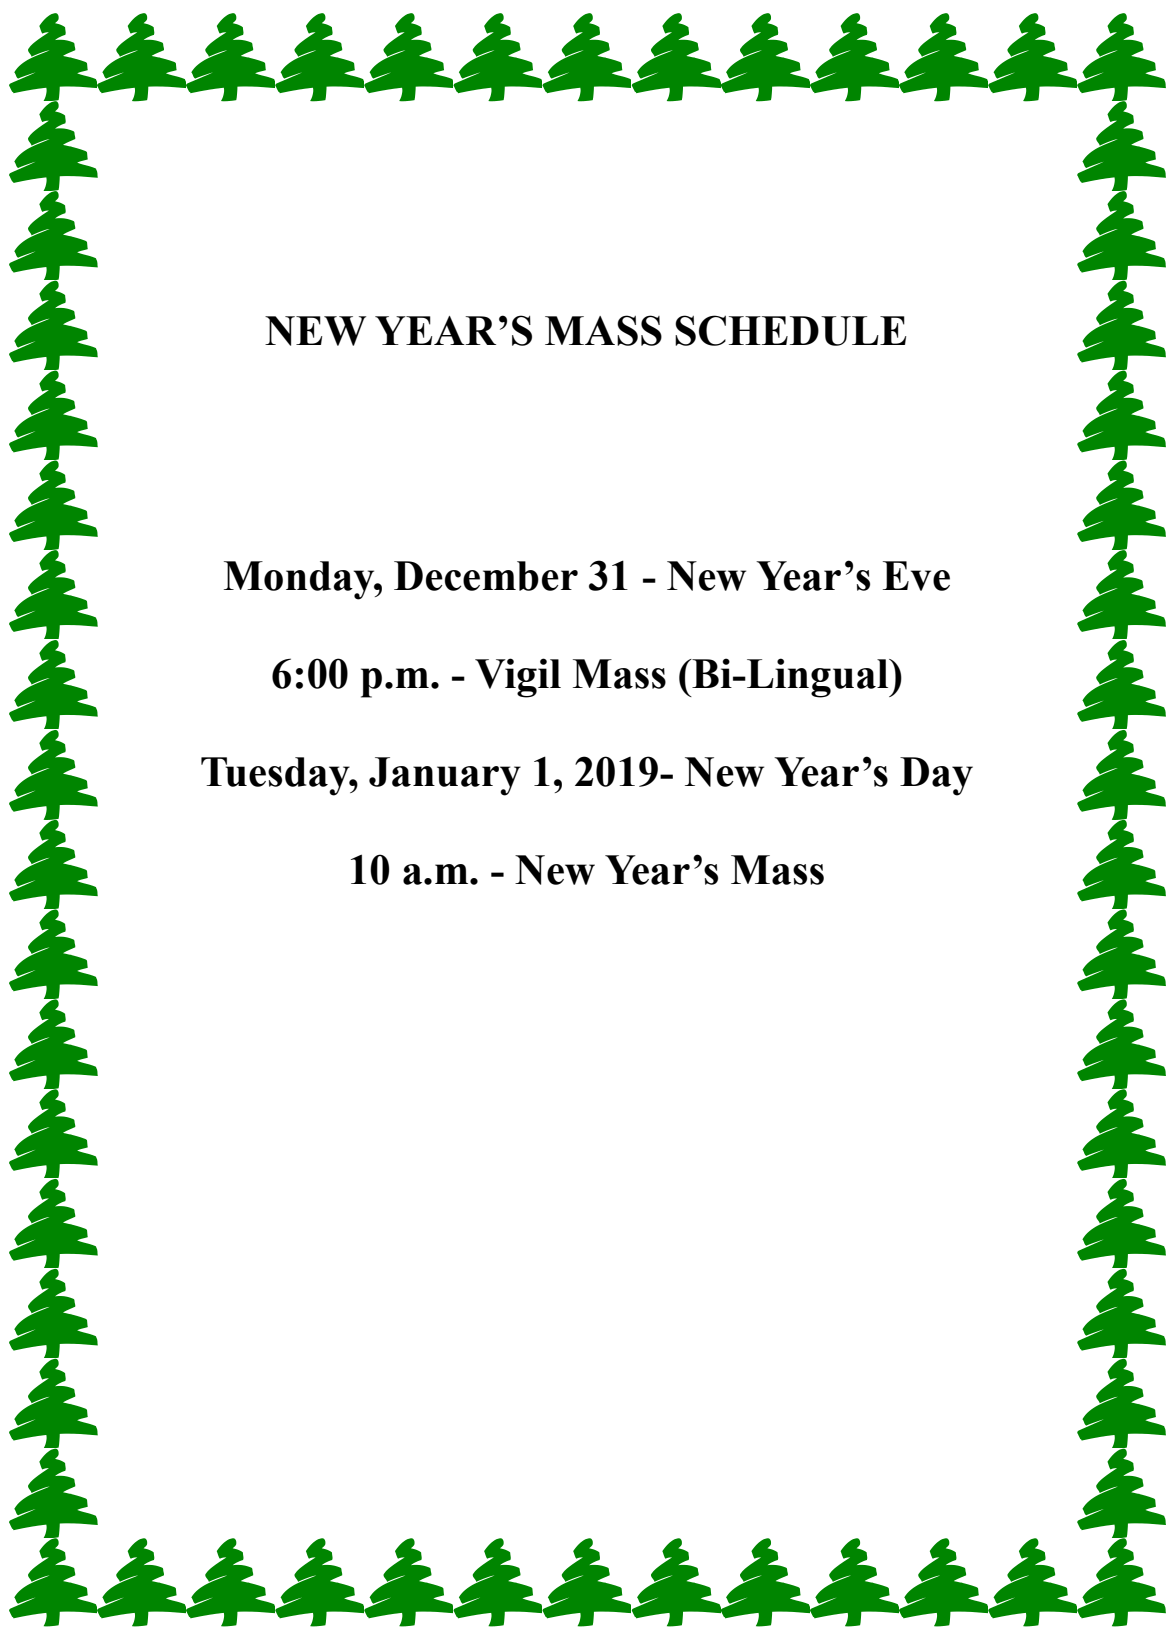 NEW YEAR’S MASS SCHEDULE
Monday, December 31 - New Year’s Eve
6:00 p.m. - Vigil Mass (Bi-Lingual)
Tuesday, January 1, 2019- New Year’s Day
10 a.m. - New Year’s Mass